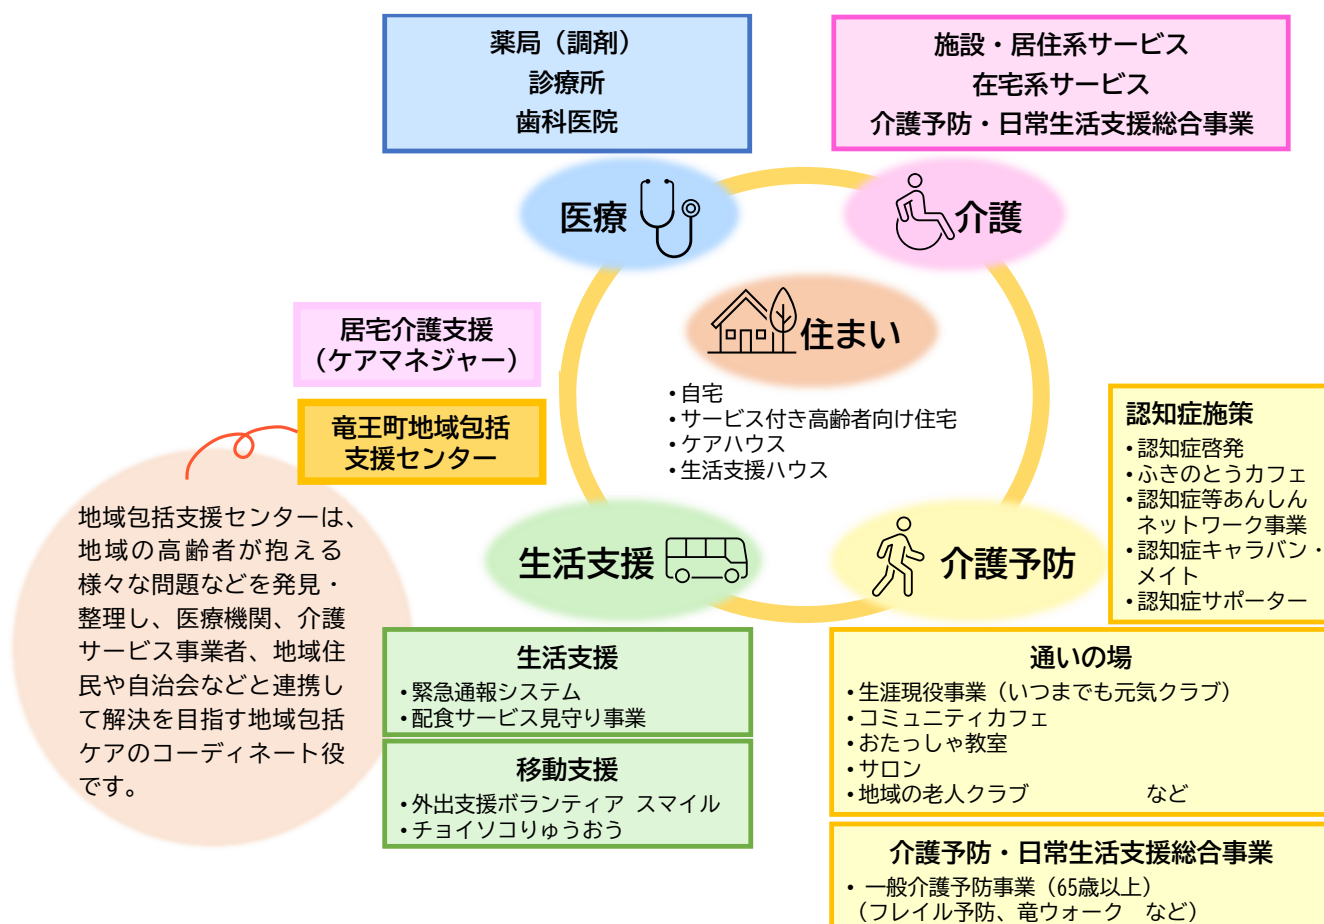 薬局（調剤）
診療所
歯科医院
施設・居住系サービス
在宅系サービス
介護予防・日常生活支援総合事業
医療
介護
住まい
・自宅
・サービス付き高齢者向け住宅
・ケアハウス
・生活支援ハウス
居宅介護支援
（ケアマネジャー）
竜王町地域包括
支援センター
地域包括支援センターは、
地域の高齢者が抱える
様々な問題などを発見・
整理し、医療機関、介護
サービス事業者、地域住
民や自治会などと連携し
て解決を目指す地域包括
ケアのコーディネート役
です。
生活支援
介護予防
認知症施策
・認知症啓発
・ふきのとうカフェ
・認知症等あんしん
ネットワーク事業
・認知症キャラバン・
メイト
・認知症サポーター
生活支援
・緊急通報システム
・配食サービス見守り事業
移動支援
・外出支援ボランティア スマイル
・チョイソコりゅうおう
通いの場
・生涯現役事業（いつまでも元気クラブ）
・コミュニティカフェ
・おたっしゃ教室
・サロン
・地域の老人クラブ　など
介護予防・日常生活支援総合事業
・一般介護予防事業（65歳以上）
（フレイル予防、竜ウォーク　など）